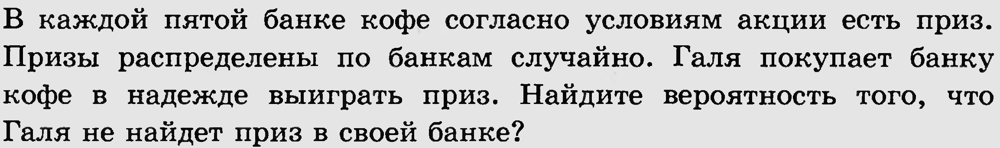 В каждой пятой банке кофе согласно условиям акции есть приз.
Призы распределены по банкам случайно. Галя покупает банку
кофе в надежде выиграть приз. Найдите вероятность того, что
Галя не найдет приз в своей банке?